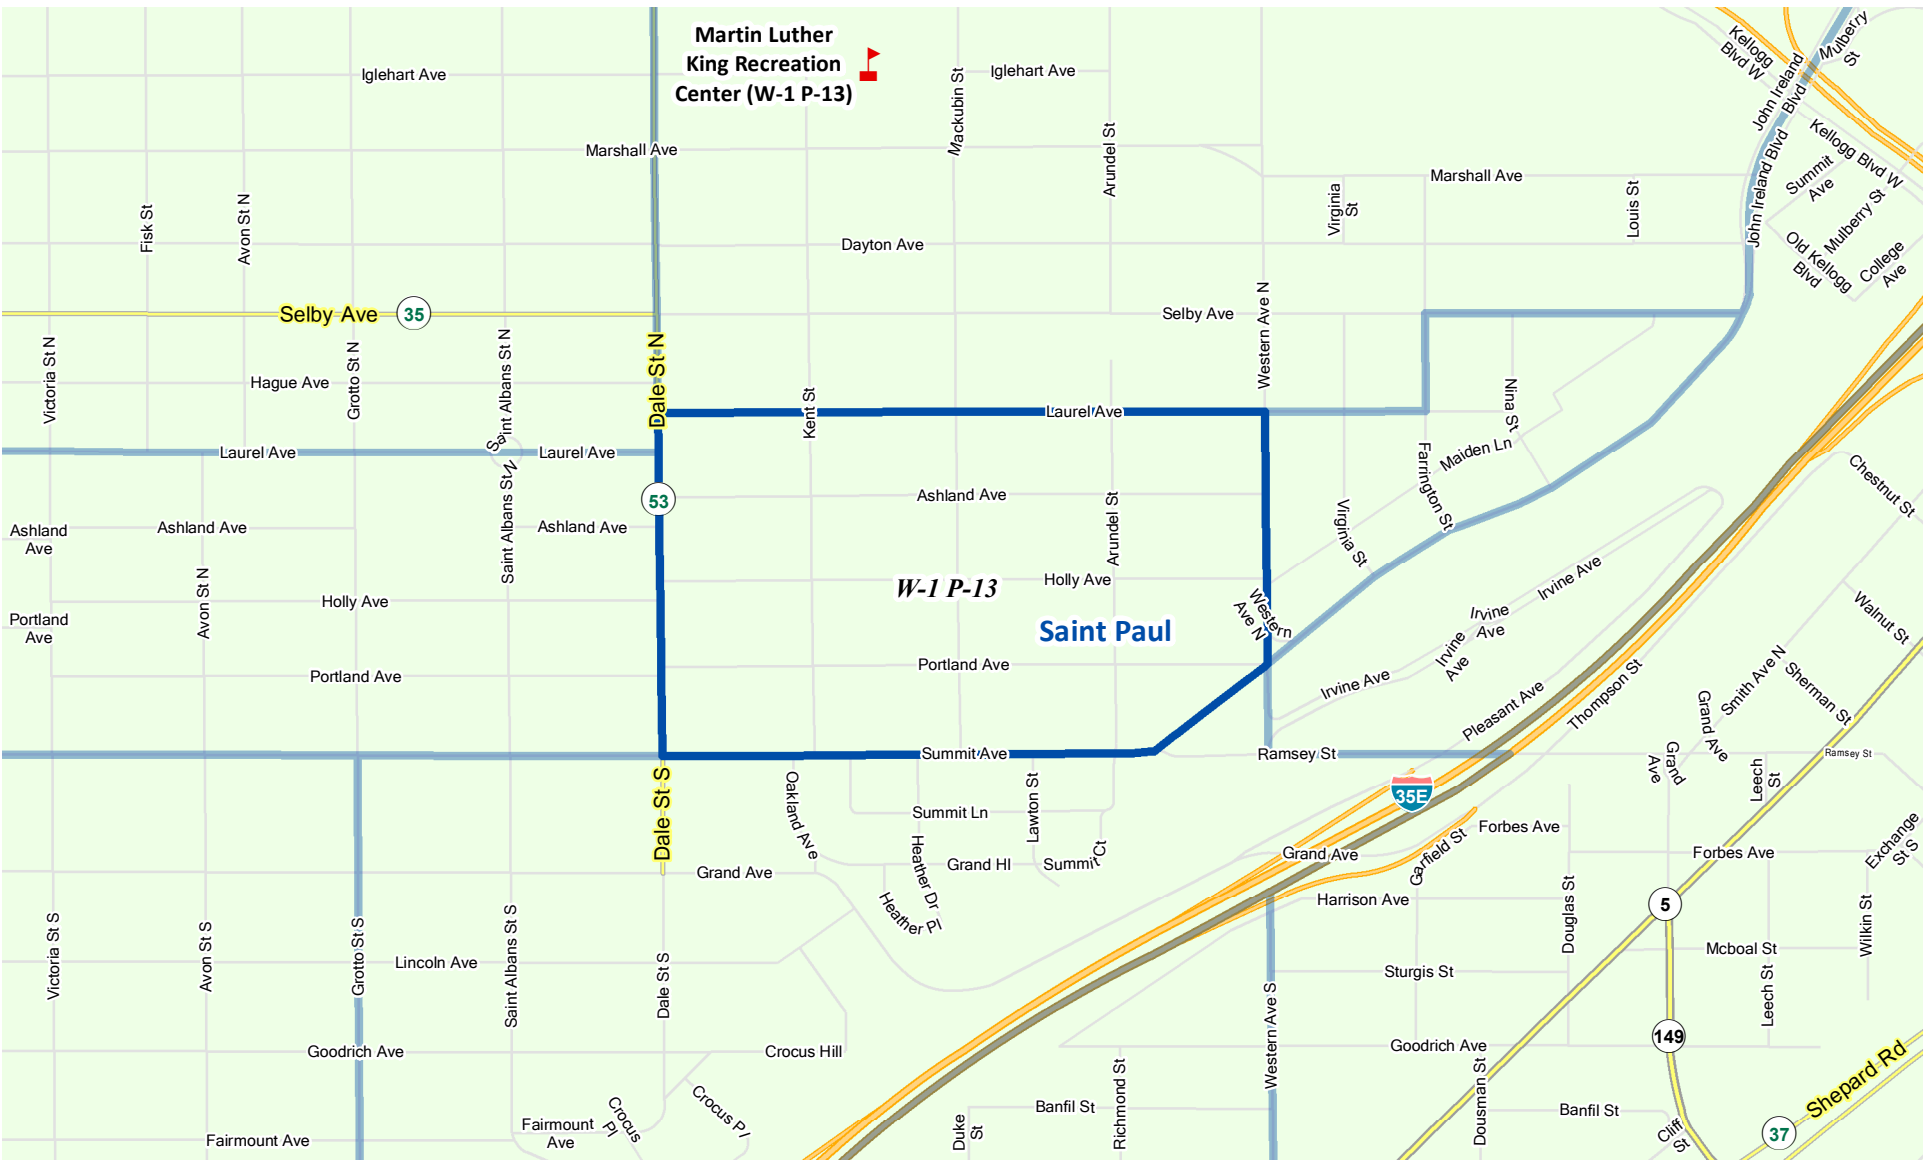 Martin Luther
King Recreation
Center (W-1 P-13)
Iglehart Ave
Iglehart Ave
Mackubin St
Arundel St
Kellogg
Blvd W
John Ireland
Blvd
Mulberry
St
Marshall Ave
Marshall Ave
Kellogg Blvd W
John Ireland Blvd
Summit
Ave
Mulberry St
Old Kellogg
Blvd
College
Ave
Fisk St
Avon St N
Virginia
St
Louis St
Dayton Ave
Selby Ave
35
Selby Ave
Western Ave N
Victoria St N
Grotto St N
Saint Albans St N
Dale St N
Hague Ave
Kent St
Laurel Ave
Nina St
Maiden Ln
Farrington St
Laurel Ave
Laurel Ave
Saint Albans St N
53
Ashland Ave
Arundel St
Virginia St
Chestnut St
Ashland
Ave
Ashland Ave
Ashland Ave
Avon St N
Holly Ave
Holly Ave
W-1 P-13
Saint Paul
Western
Ave N
Irvine Ave
Irvine
Ave
Irvine
Ave
Irvine Ave
Walnut St
Portland
Ave
Portland Ave
Portland Ave
Smith Ave N
Sherman St
Pleasant Ave
Thompson St
Grand Ave
Summit Ave
Ramsey St
Ramsey St
Grand
Ave
Leech
St
Dale St S
Oakland Ave
Summit Ln
Lawton St
35E
Heather Dr
Grand Hl
Summit Ct
Grand Ave
Garfield St
Forbes Ave
Forbes Ave
Exchange
St S
Grand Ave
Heather Pl
Harrison Ave
Douglas St
5
Wilkin St
Victoria St S
Avon St S
Grotto St S
Saint Albans St S
Lincoln Ave
Dale St S
Western Ave S
Sturgis St
Mcboal St
Leech St
149
Goodrich Ave
Crocus Hill
Goodrich Ave
Richmond St
Dousman St
Shepard Rd
37
Fairmount Ave
Fairmount
Ave
Crocus
Pl
Crocus Pl
Duke
St
Banfil St
Banfil St
Cliff
St